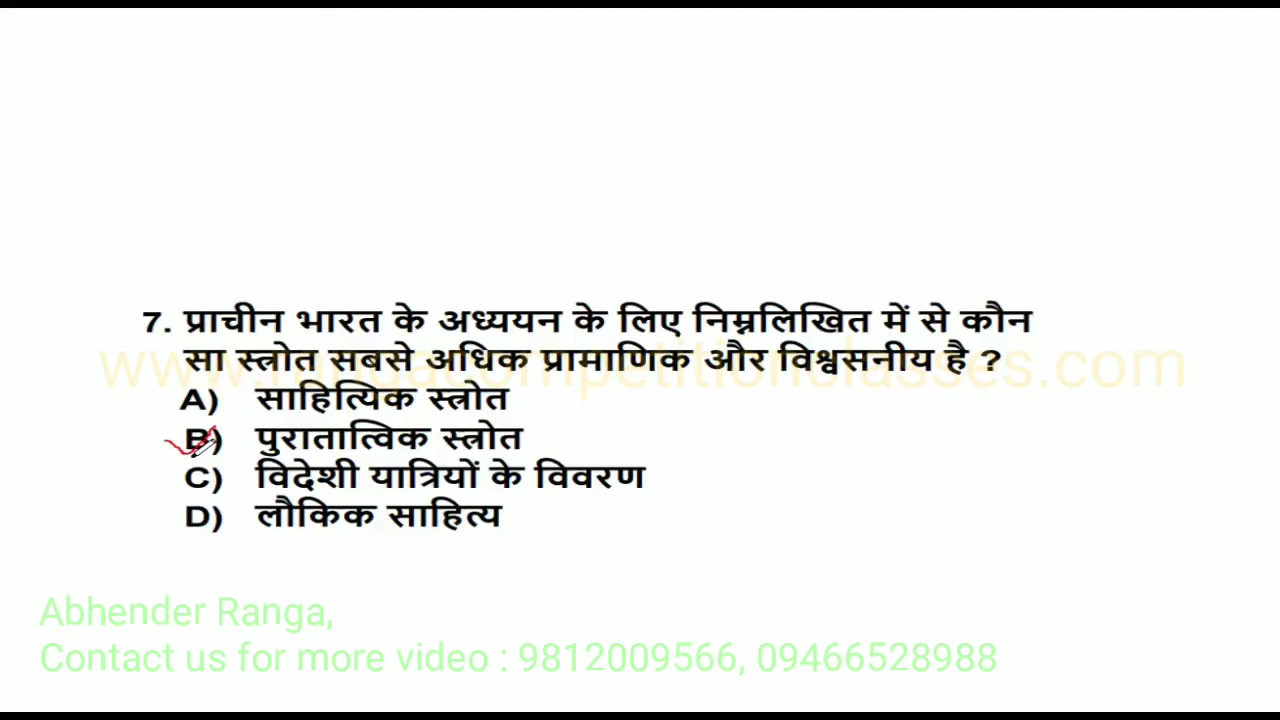 7. प्राचीन भारत के अध्ययन के लिए निम्नलिखित में से कौन
सा स्त्रोत सबसे अधिक प्रामाणिक और विश्वसनीय है ?
A) साहित्यिक स्त्रोत
B) पुरातात्विक स्त्रोत
C) विदेशी यात्रियों के विवरण
D) लौकिक साहित्य
Abhender Ranga,
Contact us for more video : 9812009566, 09466528988